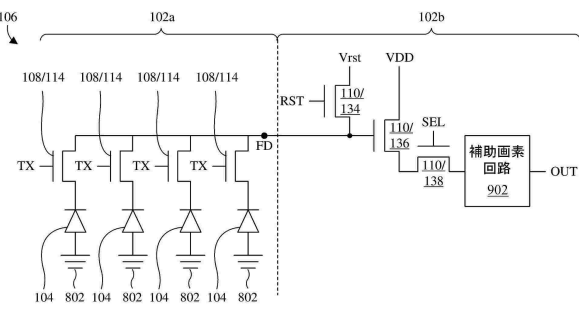 106
102a
102b
108/114 108/114 108/114 108/114
Vrst
VDD
RST
110/
134
SEL
110/
136
FD
TX TX TX TX
110/
138
補助画素
回路
902
OUT
104 802 104 802 104 802 104 802